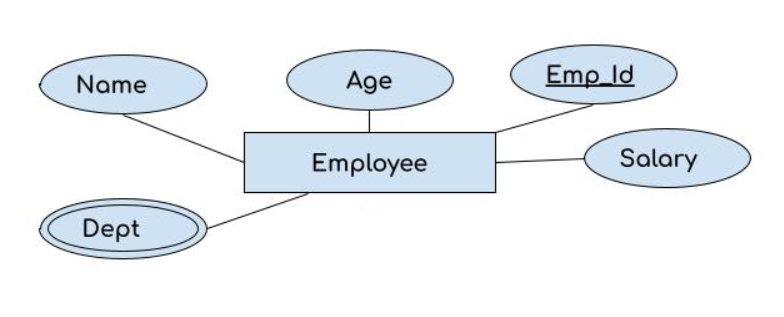 Name
Age
Emp_Id
Employee
Salary
Dept